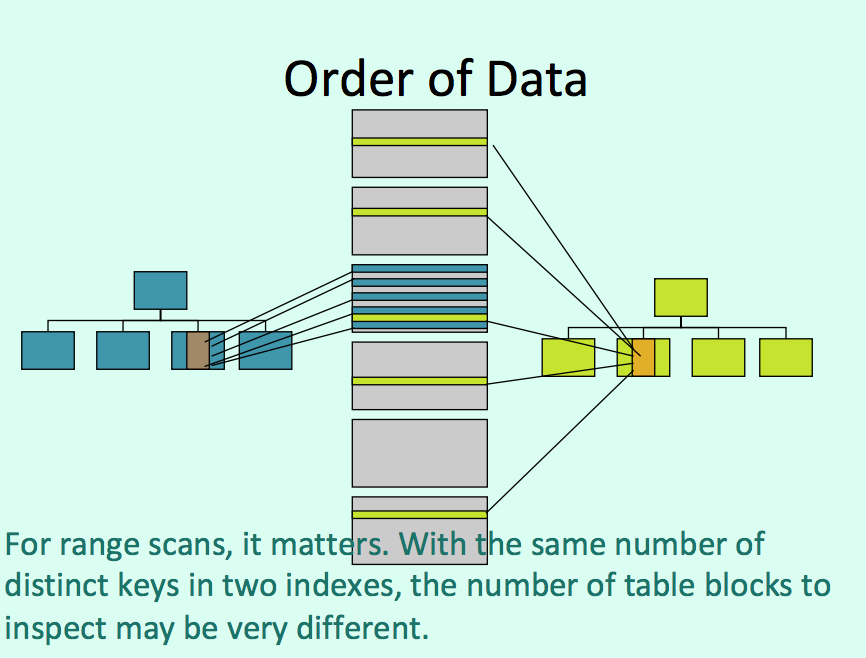 Order of Data
For range scans, it matters. With the same number of
distinct keys in two indexes, the number of table blocks to
inspect may be very different.